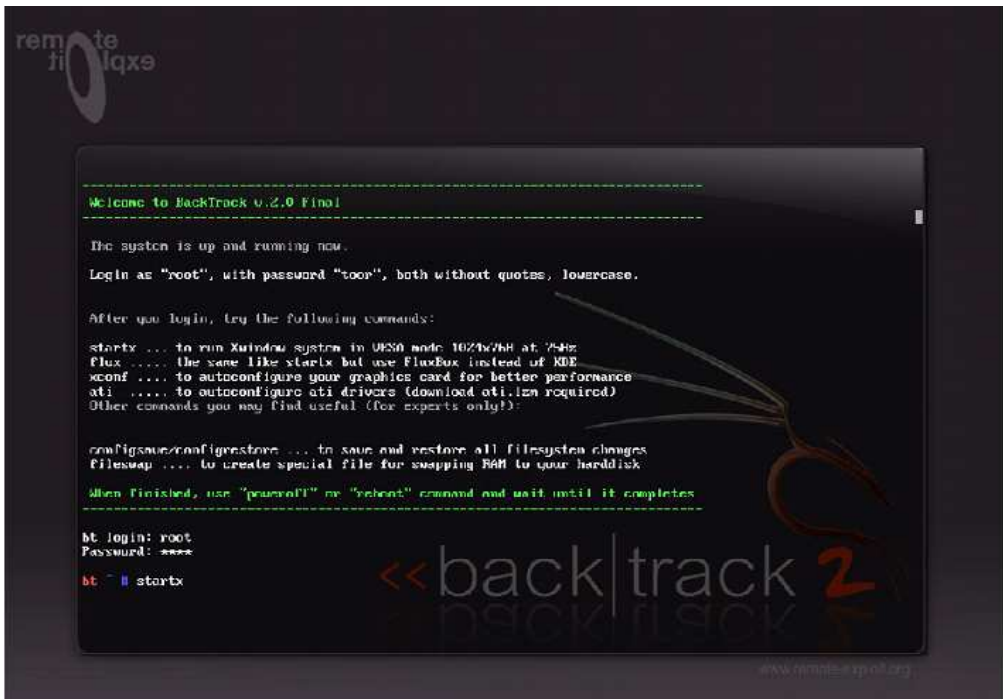 remote
exploit
Welcome to BackTrack v.2.0 Final
The system is up and running now.
Login as "root", with password "toor", both without quotes, lowercase.
After you login, try the following commands:
startx ... to run Xwindow system in VESA mode 1024x768 at 75Hz
flux ..... the same like startx but use FluxBox instead of KDE
xconf .... to autoconfigure your graphics card for better performance
ati ..... to autoconfigure ati drivers (download ati.lzm required)
Other commands you may find useful (for experts only!):
configsave/configrestore ... to save and restore all filesystem changes
fileswap .... to create special file for swapping RAM to your harddisk
When finished, use "poweroff" or "reboot" command and wait until it completes
bt login: root
Password: ****
bt ~ # startx
<<back|track 2
www.remote-exploit.org